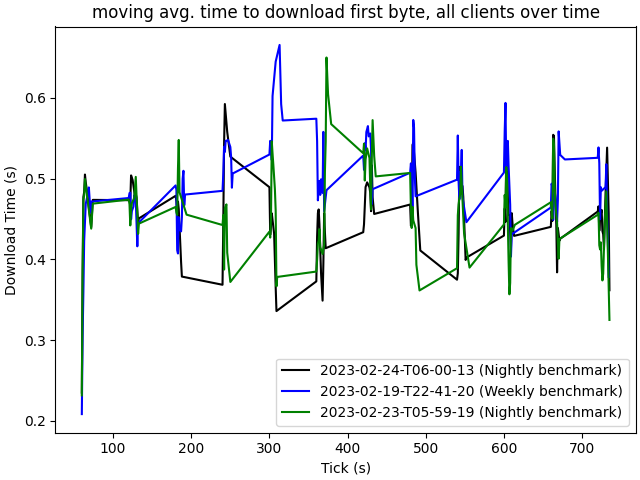 moving avg. time to download first byte, all clients over time
Download Time (s)
0.6
0.5
0.4
0.3
0.2
2023-02-24-T06-00-13 (Nightly benchmark)
2023-02-19-T22-41-20 (Weekly benchmark)
2023-02-23-T05-59-19 (Nightly benchmark)
100 200 300 400 500 600 700
Tick (s)